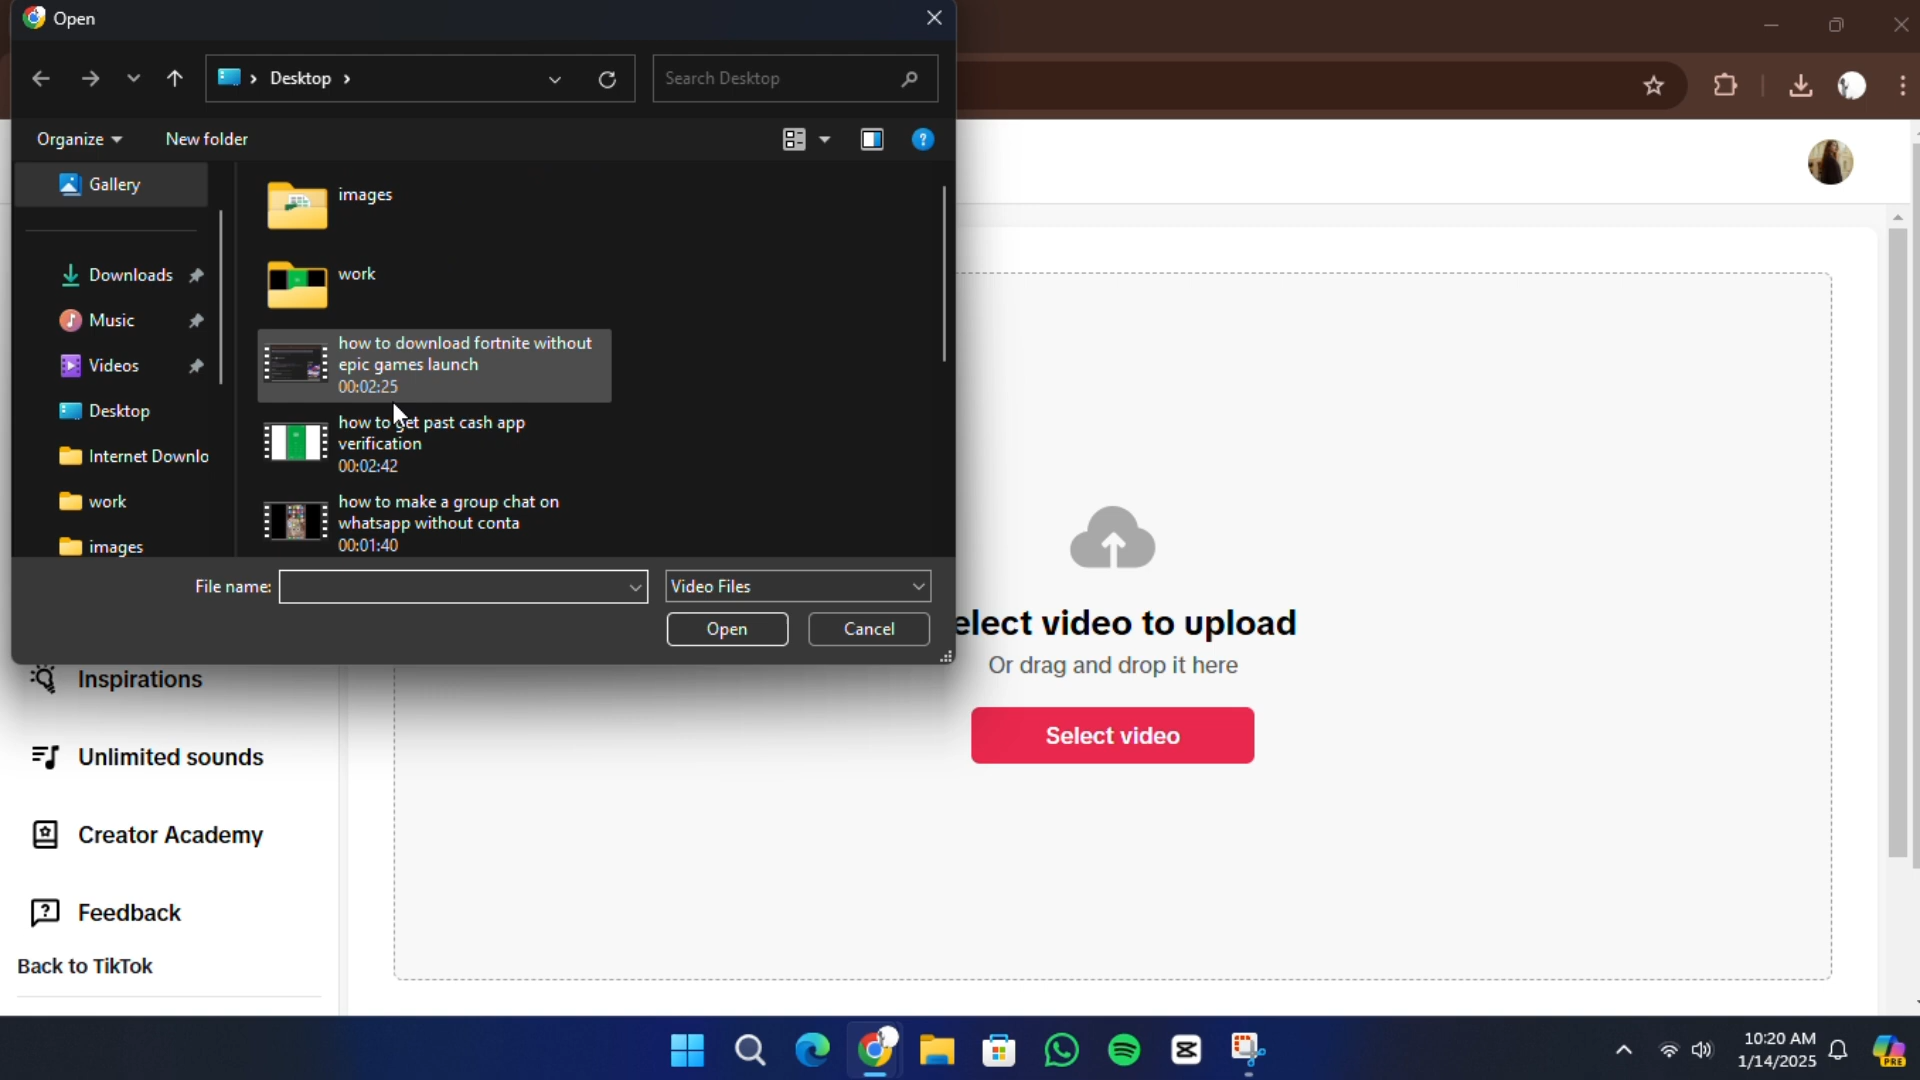 Open
Desktop
Search Desktop
Organize
New folder
Gallery
Downloads
Music
Videos
Desktop
Internet Downlo
work
images
images
work
how to download fortnite without
epic games launch
00:02:25
how to get past cash app
verification
00:02:42
how to make a group chat on
whatsapp without conta
00:01:40
File name:
Video Files
Open
Cancel
elect video to upload
Or drag and drop it here
Select video
Inspirations
Unlimited sounds
Creator Academy
Feedback
Back to TikTok
10:20 AM
1/14/2025
PRE